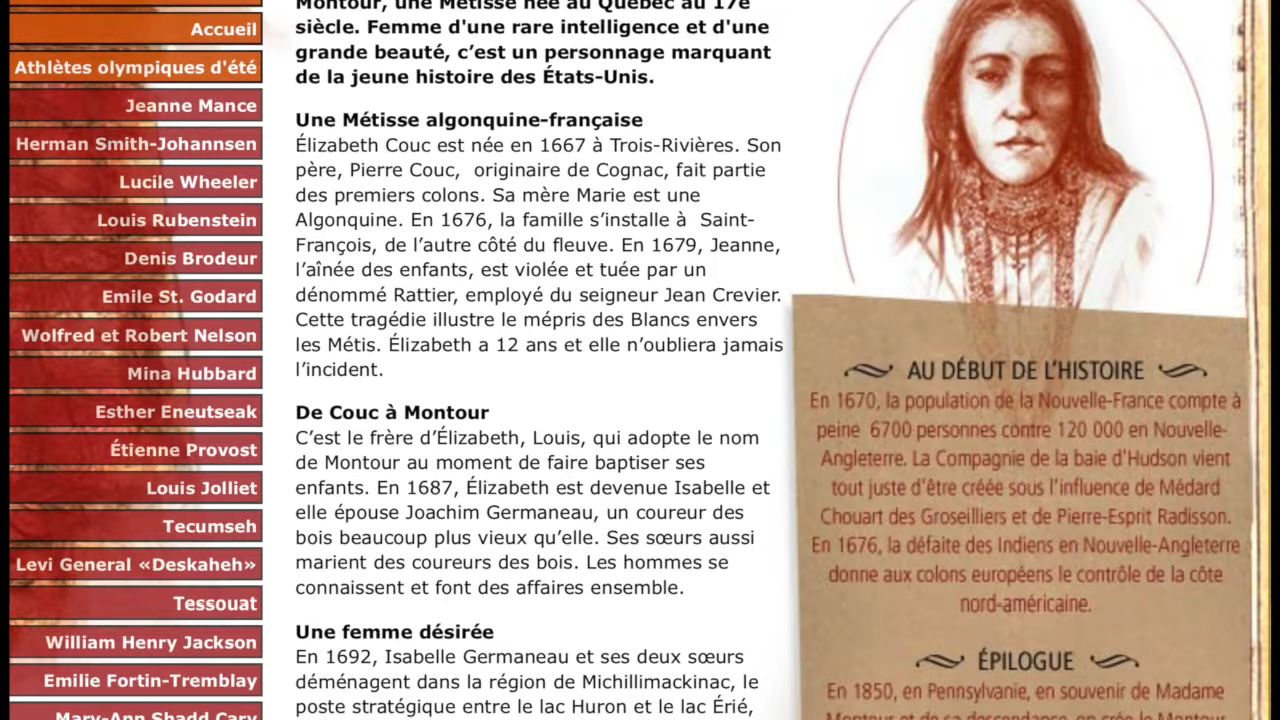 Accueil
Athlètes olympiques d'été
Jeanne Mance
Herman Smith-Johannsen
Lucile Wheeler
Louis Rubenstein
Denis Brodeur
Emile St. Godard
Wolfred et Robert Nelson
Mina Hubbard
Esther Eneutseak
Étienne Provost
Louis Jolliet
Tecumseh
Levi General «Deskaheh»
Tessouat
William Henry Jackson
Emilie Fortin-Tremblay
Mary-Ann Shadd Cary
Montour, une Métisse née au Québec au 17e
siècle. Femme d'une rare intelligence et d'une
grande beauté, c’est un personnage marquant
de la jeune histoire des États-Unis.
Une Métisse algonquine-française
Élizabeth Couc est née en 1667 à Trois-Rivières. Son
père, Pierre Couc, originaire de Cognac, fait partie
des premiers colons. Sa mère Marie est une
Algonquine. En 1676, la famille s’installe à Saint-
François, de l’autre côté du fleuve. En 1679, Jeanne,
l’aînée des enfants, est violée et tuée par un
dénommé Rattier, employé du seigneur Jean Crevier.
Cette tragédie illustre le mépris des Blancs envers
les Métis. Élizabeth a 12 ans et elle n’oubliera jamais
l’incident.
De Couc à Montour
C’est le frère d’Élizabeth, Louis, qui adopte le nom
de Montour au moment de faire baptiser ses
enfants. En 1687, Élizabeth est devenue Isabelle et
elle épouse Joachim Germaneau, un coureur des
bois beaucoup plus vieux qu’elle. Ses sœurs aussi
marient des coureurs des bois. Les hommes se
connaissent et font des affaires ensemble.
Une femme désirée
En 1692, Isabelle Germaneau et ses deux sœurs
déménagent dans la région de Michillimackinac, le
poste stratégique entre le lac Huron et le lac Érié,
AU DÉBUT DE L’HISTOIRE
En 1670, la population de la Nouvelle-France compte à
peine 6700 personnes contre 120 000 en Nouvelle-
Angleterre. La Compagnie de la baie d’Hudson vient
tout juste d’être créée sous l’influence de Médard
Chouart des Groseilliers et de Pierre-Esprit Radisson.
En 1676, la défaite des Indiens en Nouvelle-Angleterre
donne aux colons européens le contrôle de la côte
nord-américaine.
ÉPILOGUE
En 1850, en Pennsylvanie, en souvenir de Madame
Montour et de sa descendance, on crée le Montour